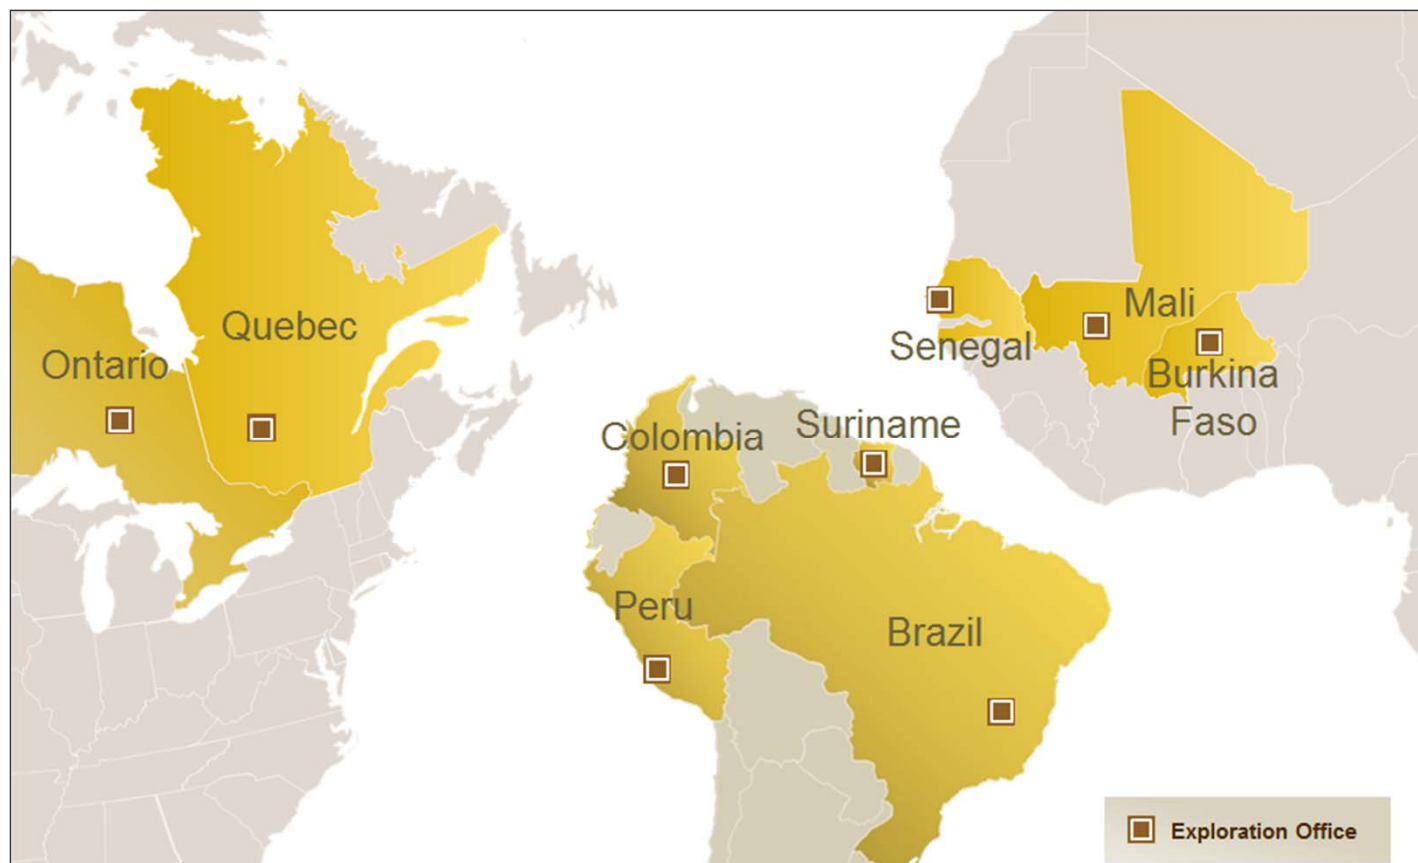 Quebec
Ontario
Mali
Senegal
Burkina
Faso
Suriname
Colombia
Peru
Brazil
Exploration Office